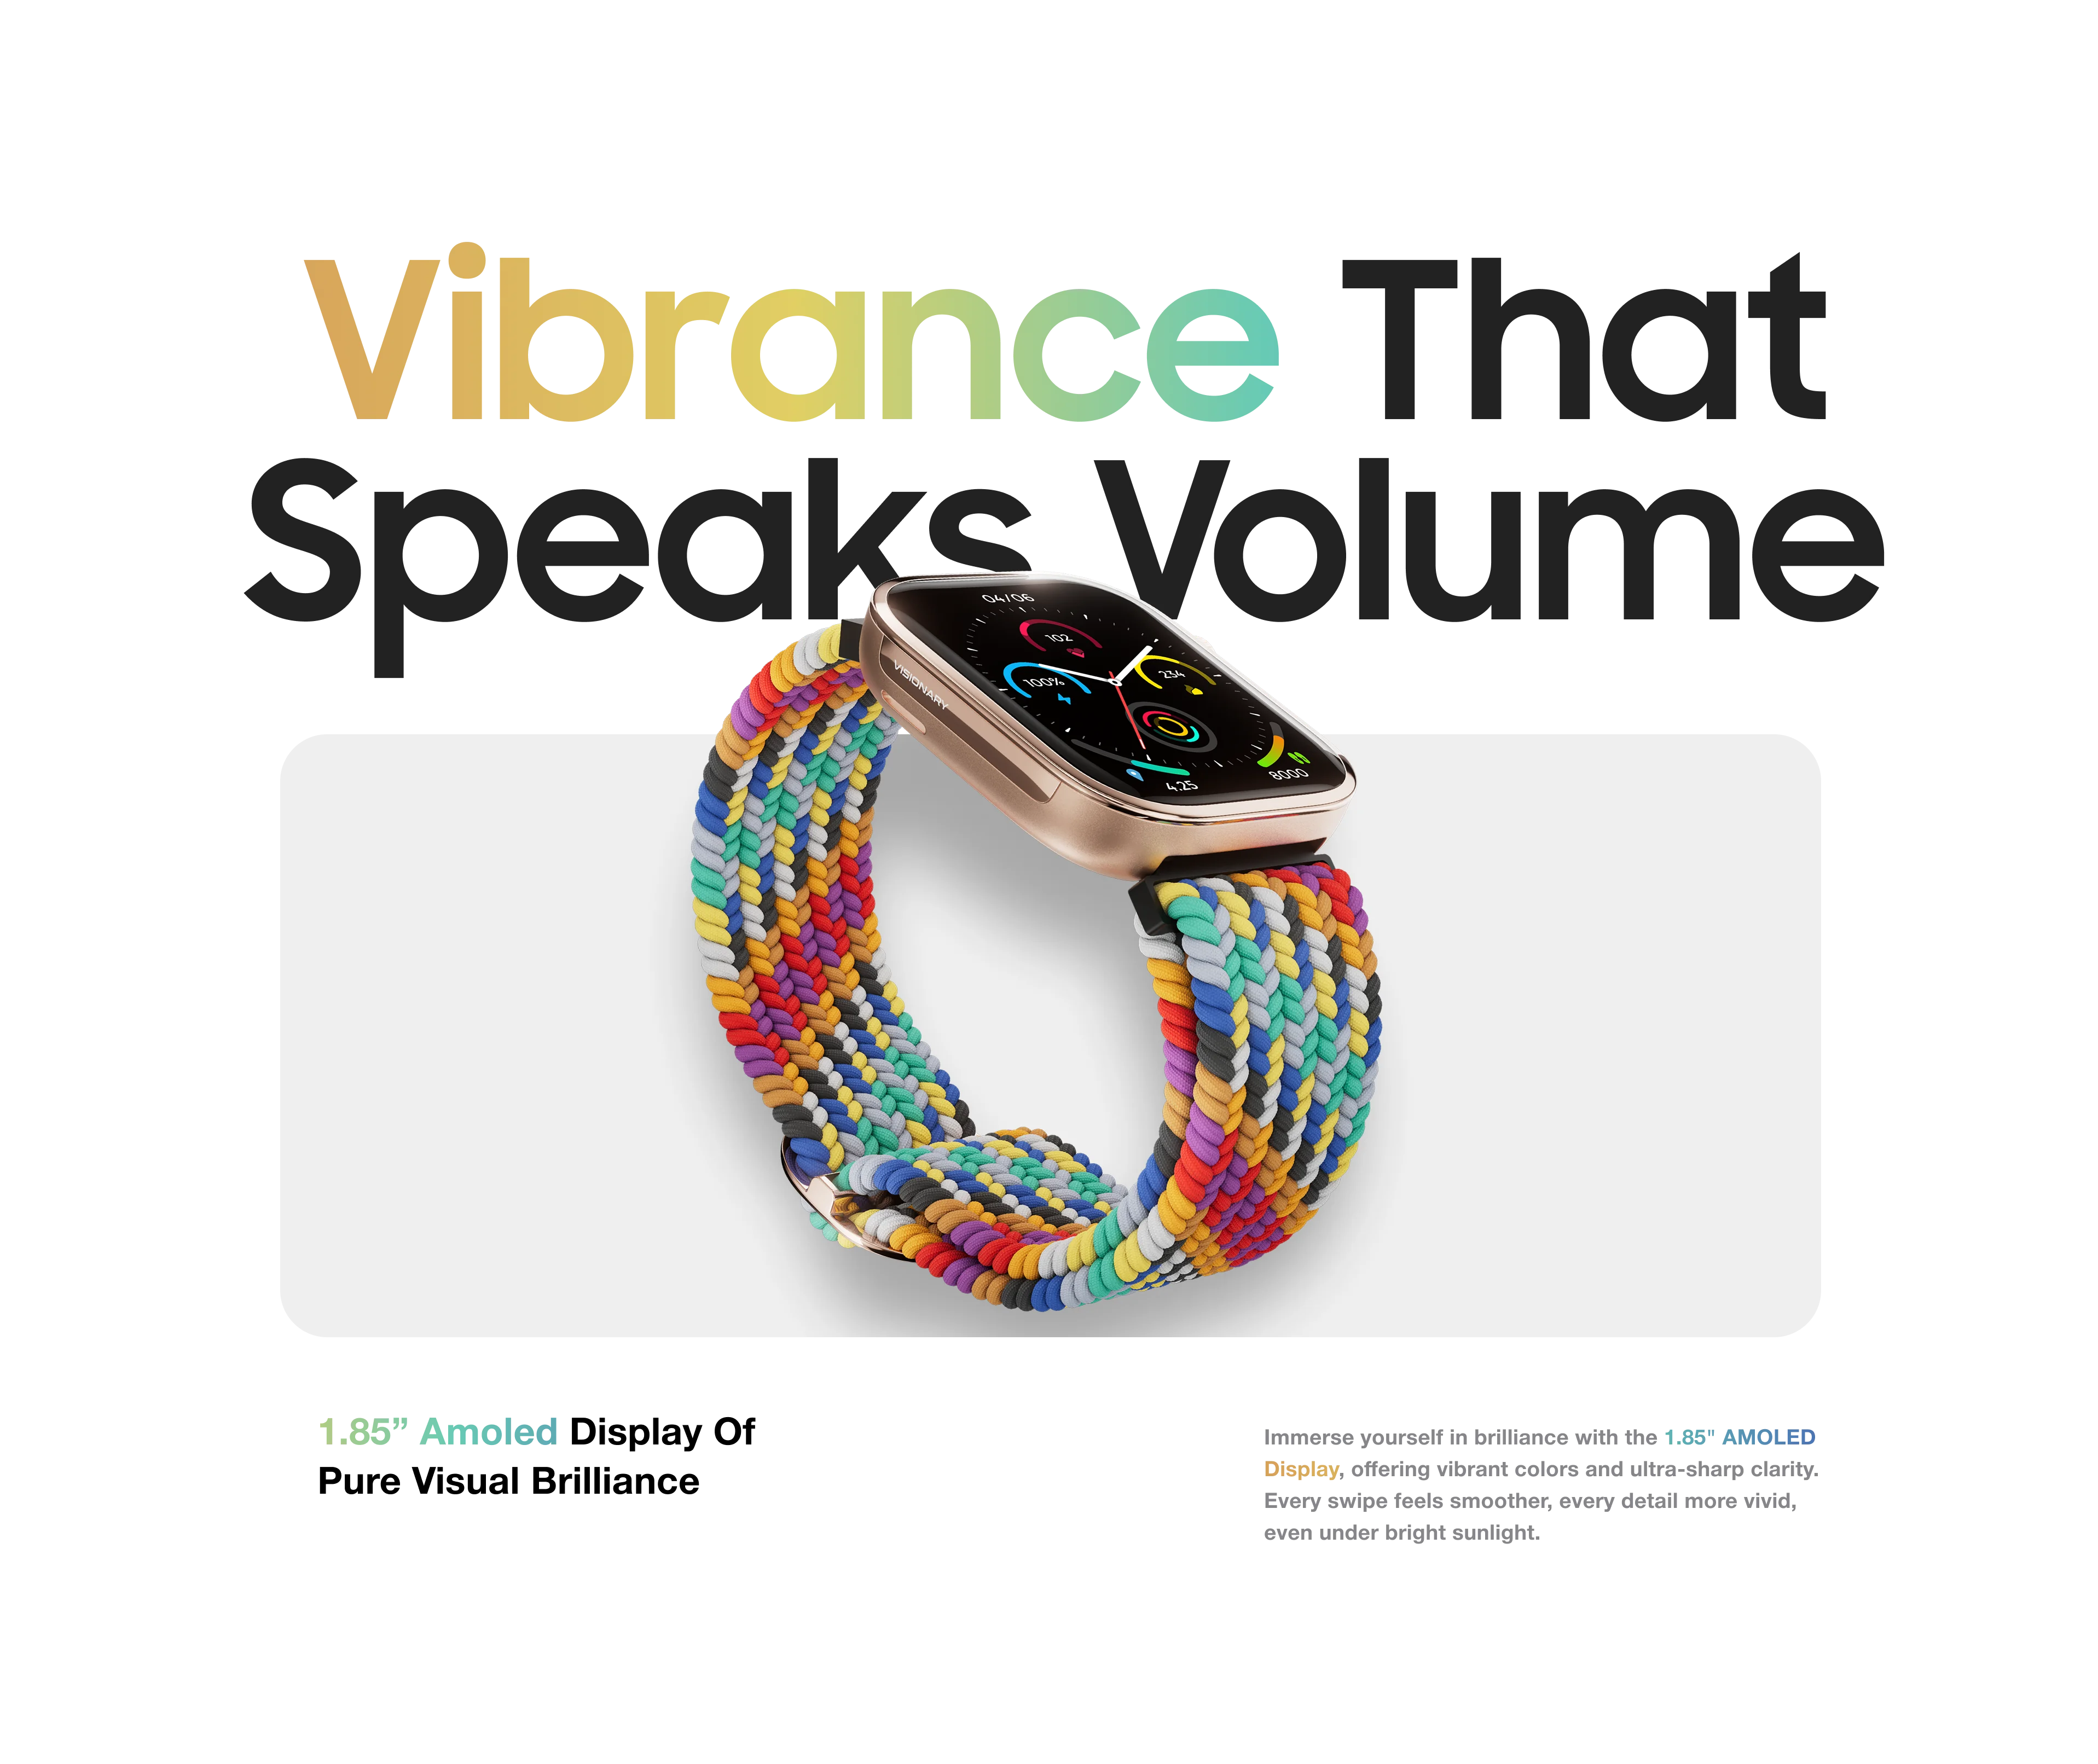 Vibrance That
Speaks Volume
04/06
102
100%
234
VISIONARY
4.25
8000
1.85” Amoled Display Of
Pure Visual Brilliance
Immerse yourself in brilliance with the 1.85" AMOLED
Display, offering vibrant colors and ultra-sharp clarity.
Every swipe feels smoother, every detail more vivid,
even under bright sunlight.